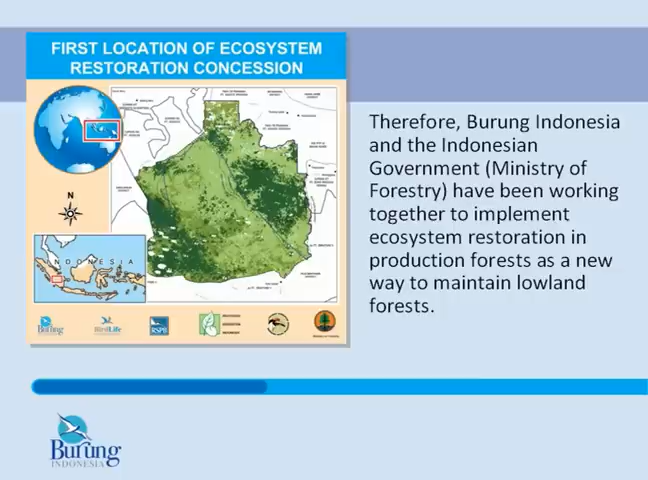 FIRST LOCATION OF ECOSYSTEM
RESTORATION CONCESSION
N
INDONESIA
Burung
BirdLife
RSPB
Therefore, Burung Indonesia
and the Indonesian
Government (Ministry of
Forestry) have been working
together to implement
ecosystem restoration in
production forests as a new
way to maintain lowland
forests.
Burung
INDONESIA